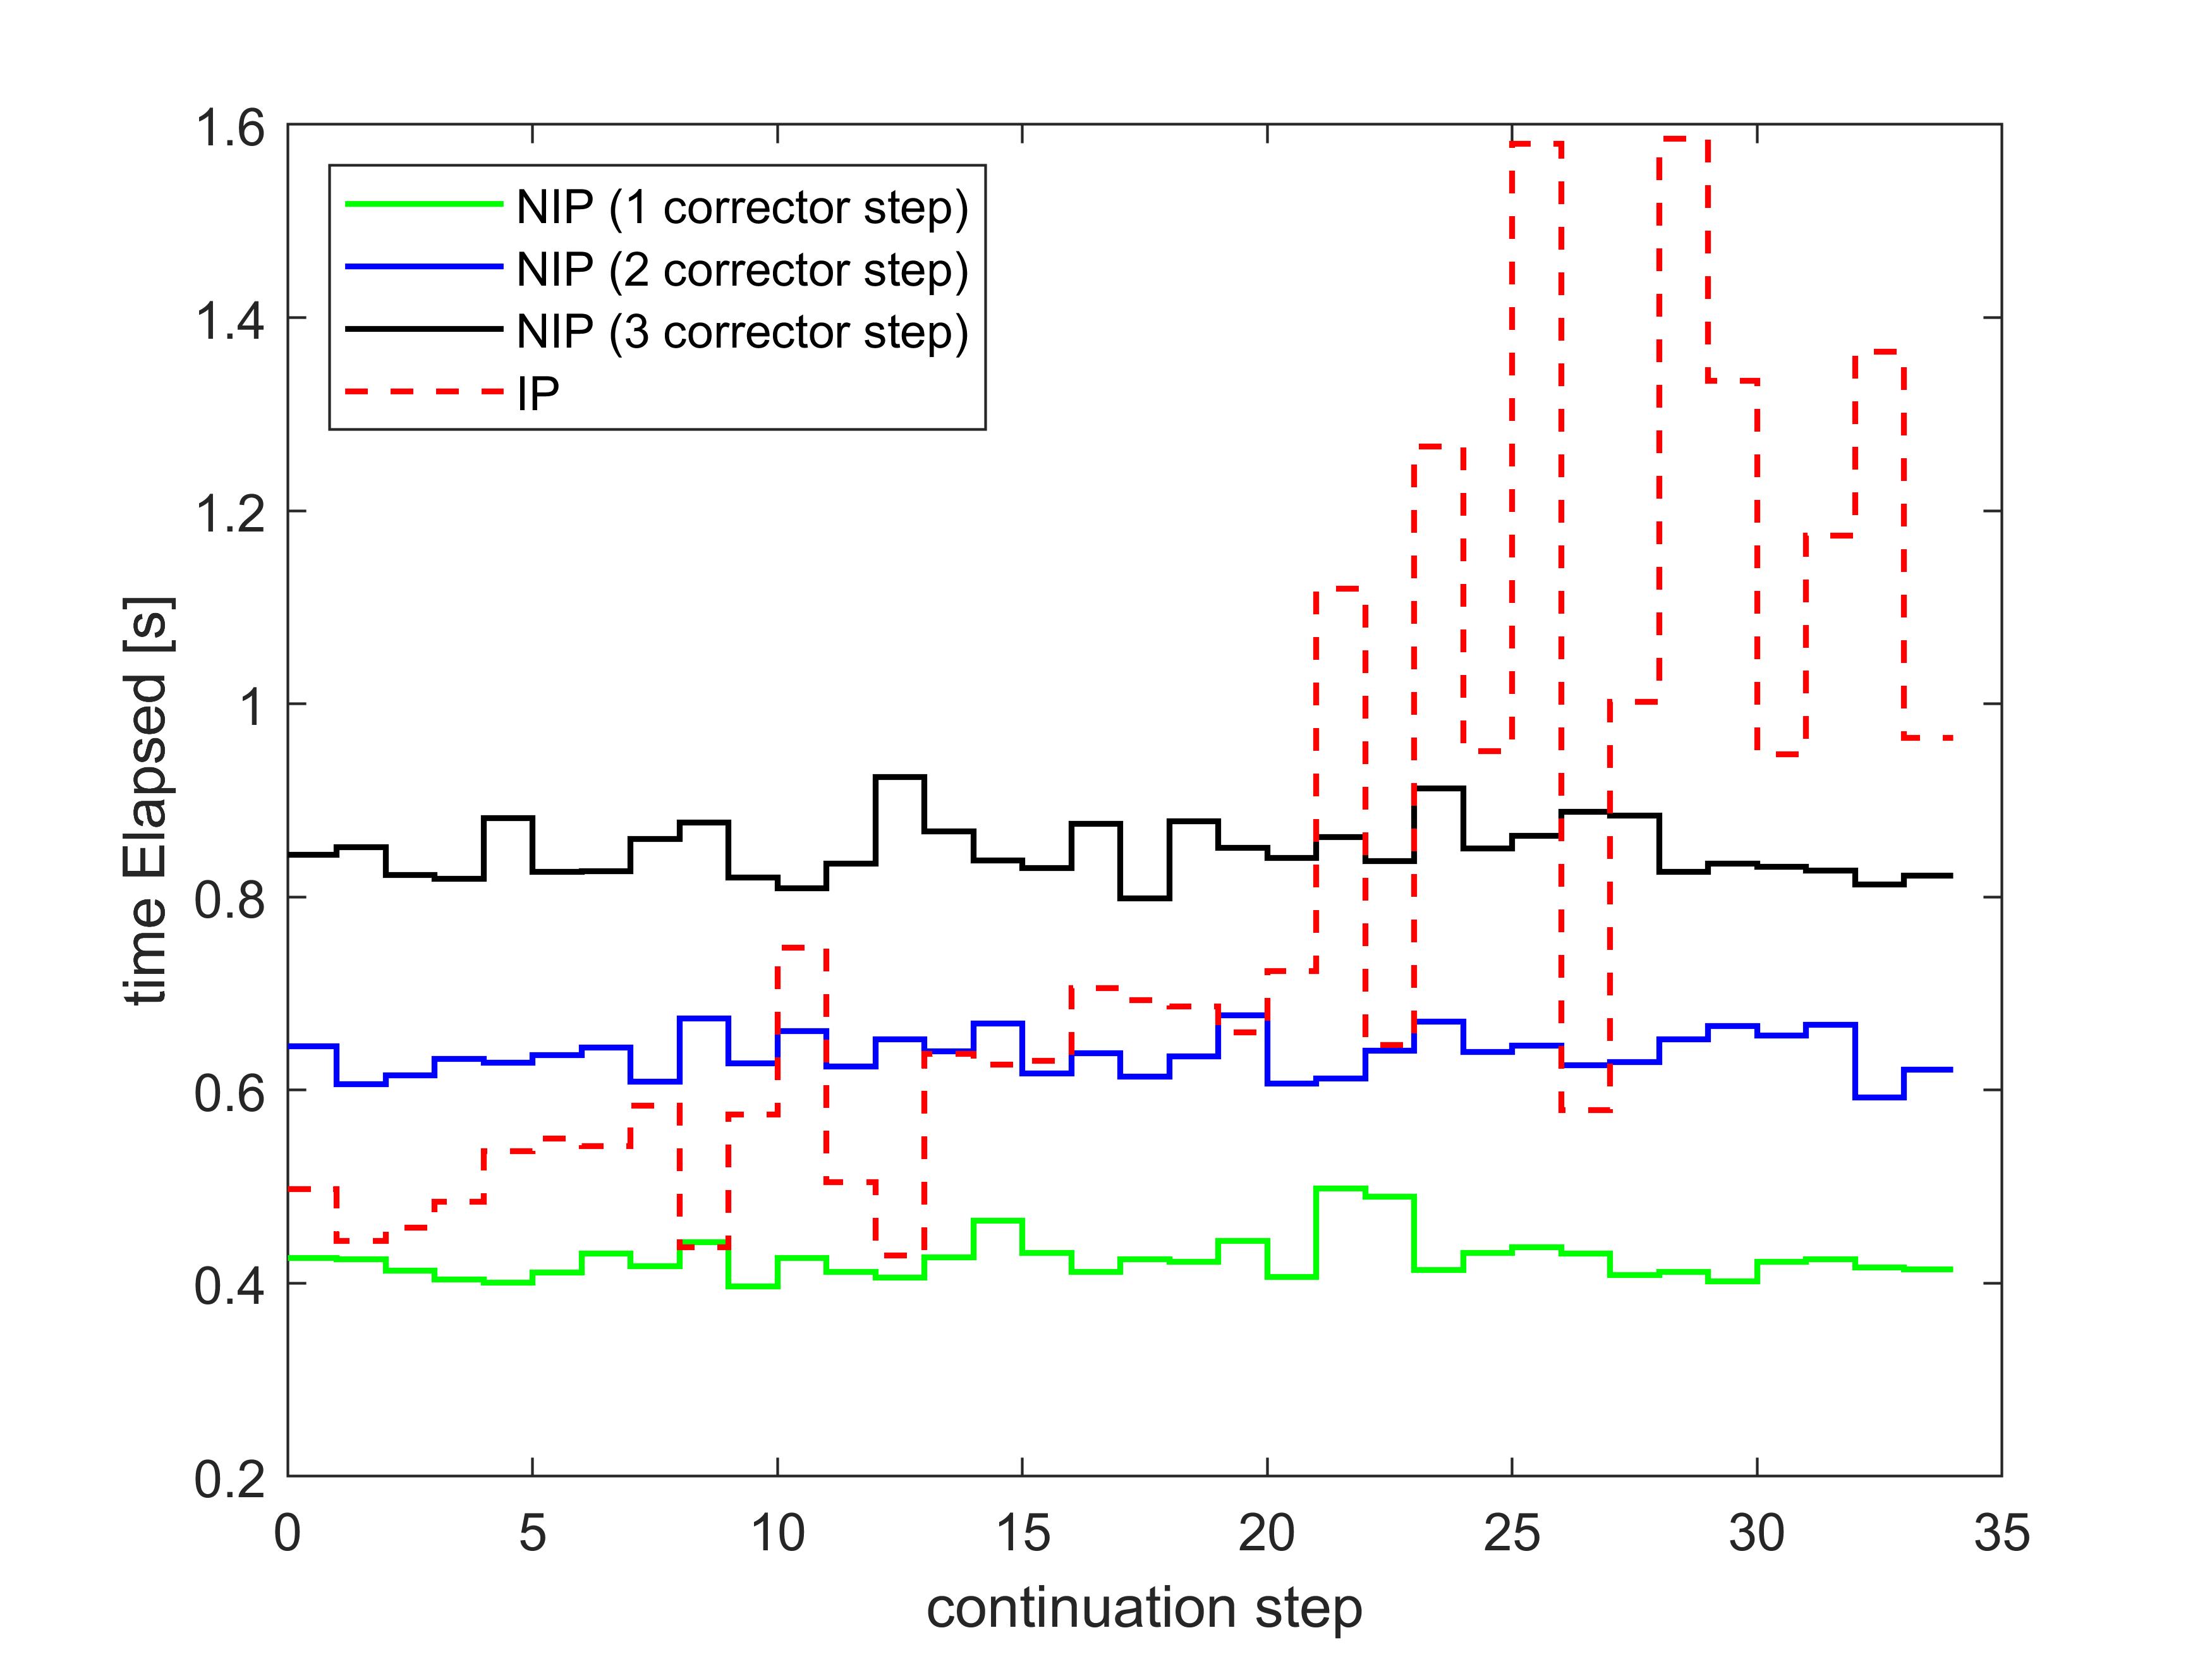 1.6
1.4
1.2
1
0.8
0.6
0.4
0.2
time Elapsed [s]
NIP (1 corrector step)
NIP (2 corrector step)
NIP (3 corrector step)
IP
0 5 10 15 20 25 30 35
continuation step